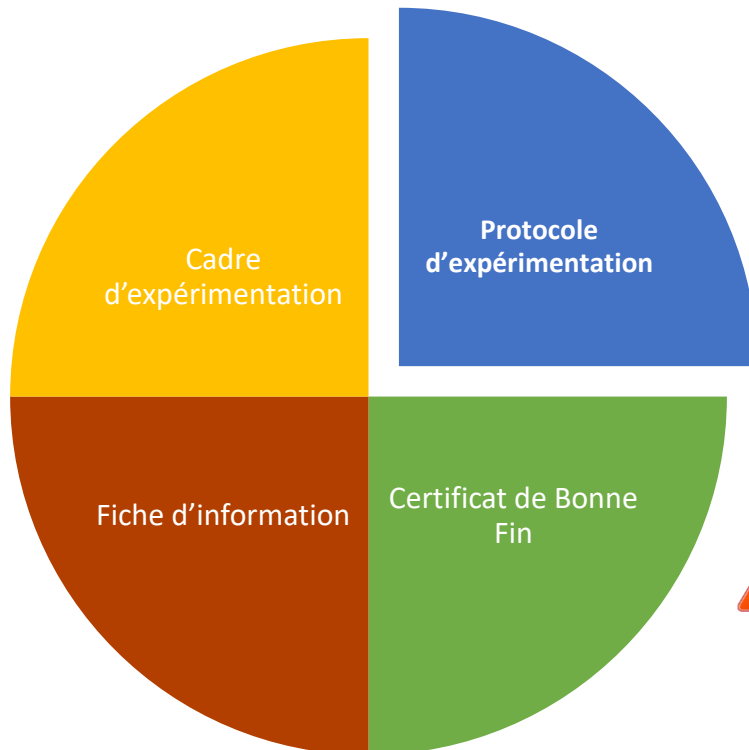 Cadre
d’expérimentation
Protocole
d’expérimentation
Fiche d’information
Certificat de Bonne
Fin